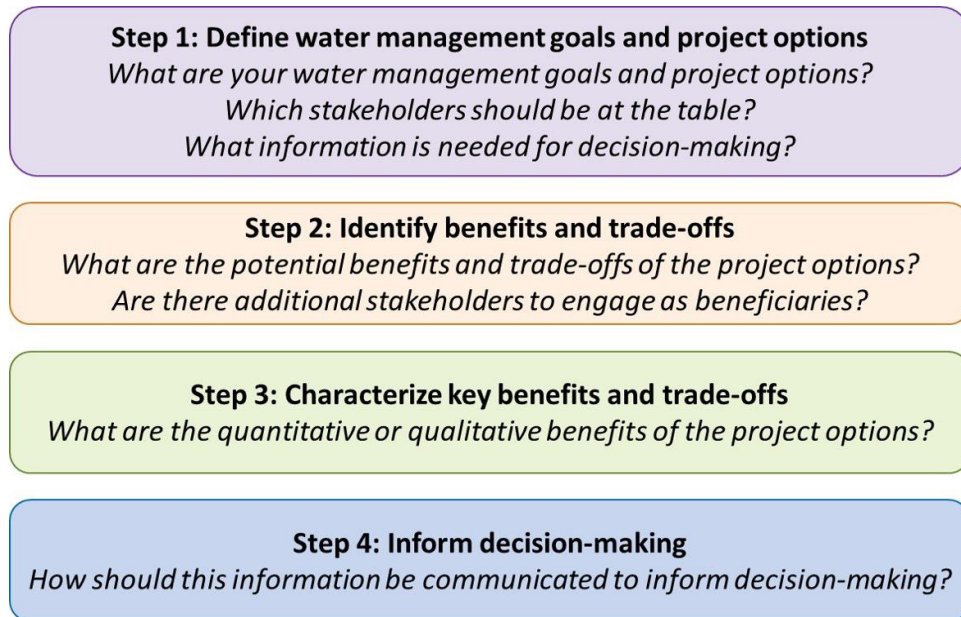 Step 1: Define water management goals and project options
What are your water management goals and project options?
Which stakeholders should be at the table?
What information is needed for decision-making?
Step 2: Identify benefits and trade-offs
What are the potential benefits and trade-offs of the project options?
Are there additional stakeholders to engage as beneficiaries?
Step 3: Characterize key benefits and trade-offs
What are the quantitative or qualitative benefits of the project options?
Step 4: Inform decision-making
How should this information be communicated to inform decision-making?